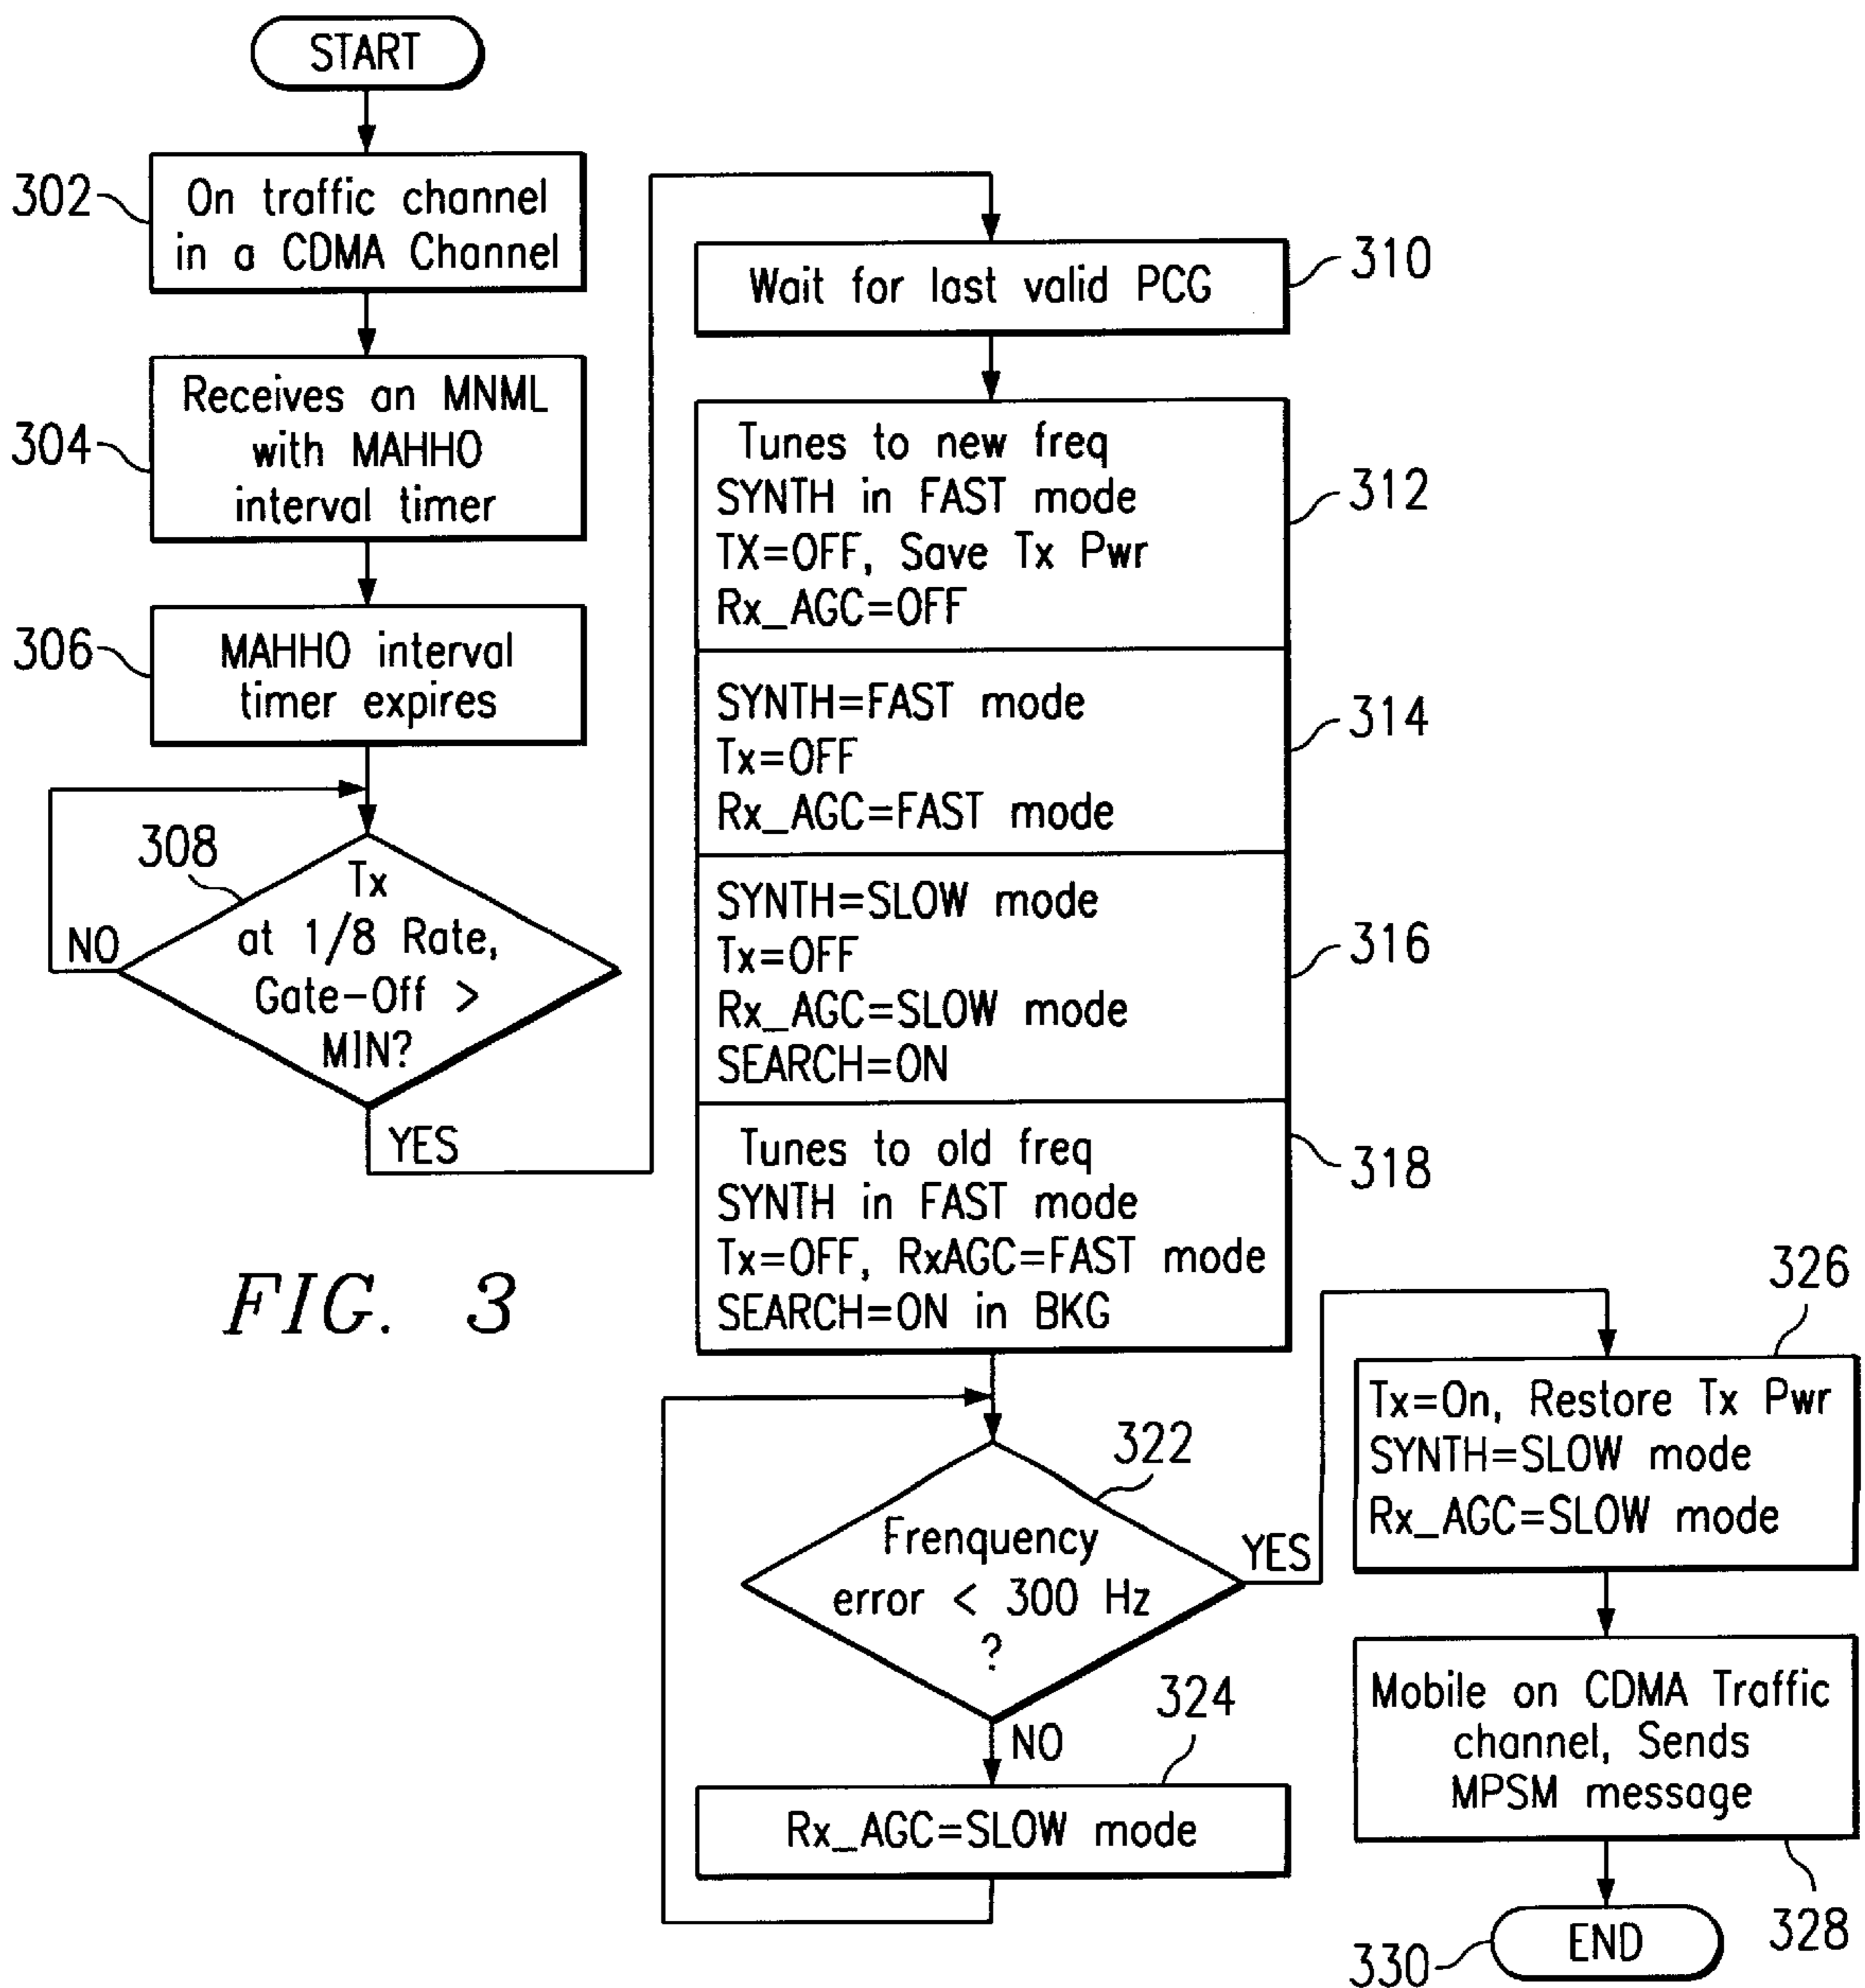 START
302
On traffic channel
in a CDMA Channel
304
Receives an MNML
with MAHHO
interval timer
306
MAHHO interval
timer expires
308
Tx
at 1/8 Rate,
Gate-Off >
MIN?
NO
YES
310
Wait for last valid PCG
312
Tunes to new freq
SYNTH in FAST mode
TX=OFF, Save Tx Pwr
Rx_AGC=OFF
314
SYNTH=FAST mode
Tx=OFF
Rx_AGC=FAST mode
316
SYNTH=SLOW mode
Tx=OFF
Rx_AGC=SLOW mode
SEARCH=ON
318
Tunes to old freq
SYNTH in FAST mode
Tx=OFF, RxAGC=FAST mode
SEARCH=ON in BKG
322
Frenquency
error < 300 Hz
?
YES
NO
324
Rx_AGC=SLOW mode
326
Tx=On, Restore Tx Pwr
SYNTH=SLOW mode
Rx_AGC=SLOW mode
Mobile on CDMA Traffic
channel, Sends
MPSM message
328
330
END
FIG. 3